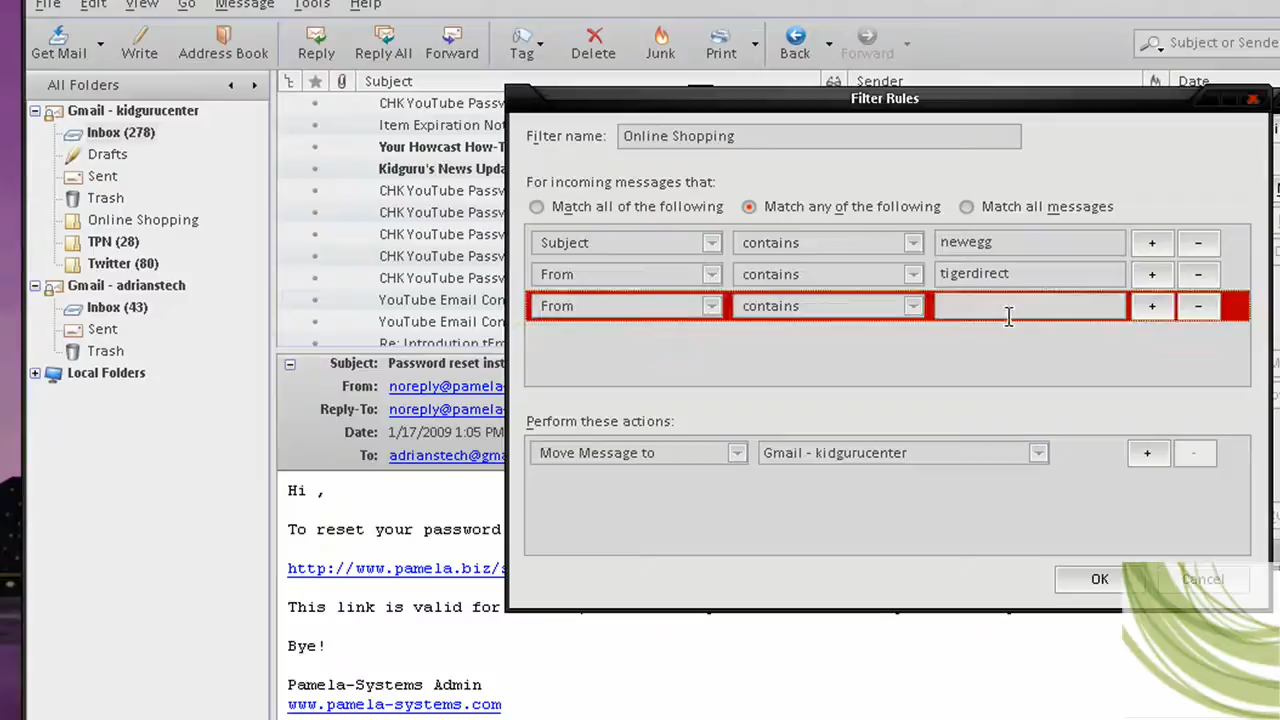 File Edit View Go Message Tools Help
Get Mail Write Address Book Reply Reply All Forward Tag Delete Junk Print Back Forward Subject or Sende
All Folders
Subject Sender Date
Gmail - kidgurucenter
Inbox (278)
Drafts
Sent
Trash
Online Shopping
TPN (28)
Twitter (80)
Gmail - adrianstech
Inbox (43)
Sent
Trash
Local Folders
CHK YouTube Passv
Item Expiration Not
Your Howcast How-T
Kidguru's News Upda
CHK YouTube Passv
CHK YouTube Passv
CHK YouTube Passv
CHK YouTube Passv
CHK YouTube Passv
YouTube Email Con
YouTube Email Con
Re: Introdution tEm
Subject: Password reset inst
From: noreply@pamela-
Reply-To: noreply@pamela-
Date: 1/17/2009 1:05 PM
To: adrianstech@gma
Hi ,
To reset your password
http://www.pamela.biz/s
This link is valid for
Bye!
Pamela-Systems Admin
www.pamela-systems.com
Filter Rules
Filter name: Online Shopping
For incoming messages that:
Match all of the following Match any of the following Match all messages
Subject contains newegg + -
From contains tigerdirect + -
From contains + -
Perform these actions:
Move Message to Gmail - kidgurucenter + -
OK Cancel